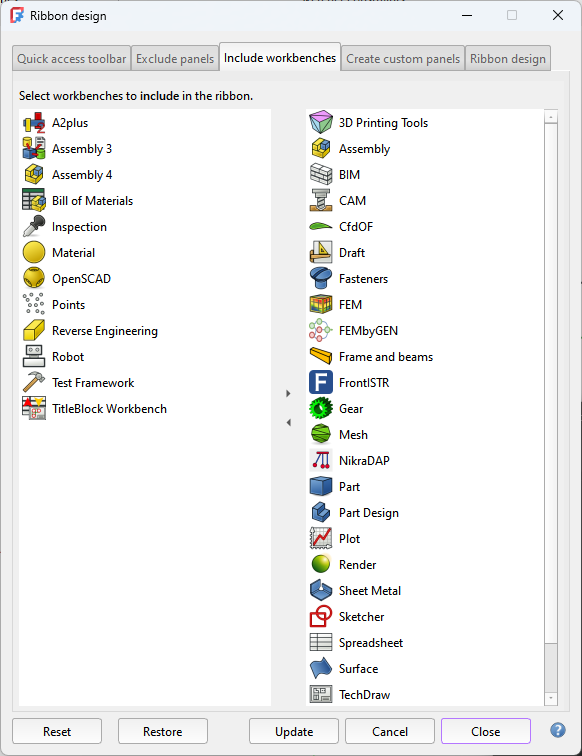 Ribbon design
Quick access toolbar
Exclude panels
Include workbenches
Create custom panels
Ribbon design
Select workbenches to include in the ribbon.
A2plus
Assembly 3
Assembly 4
Bill of Materials
Inspection
Material
OpenSCAD
Points
Reverse Engineering
Robot
Test Framework
TitleBlock Workbench
3D Printing Tools
Assembly
BIM
CAM
CfdOF
Draft
Fasteners
FEM
FEMbyGEN
Frame and beams
FrontISTR
Gear
Mesh
NikraDAP
Part
Part Design
Plot
Render
Sheet Metal
Sketcher
Spreadsheet
Surface
TechDraw
Reset
Restore
Update
Cancel
Close